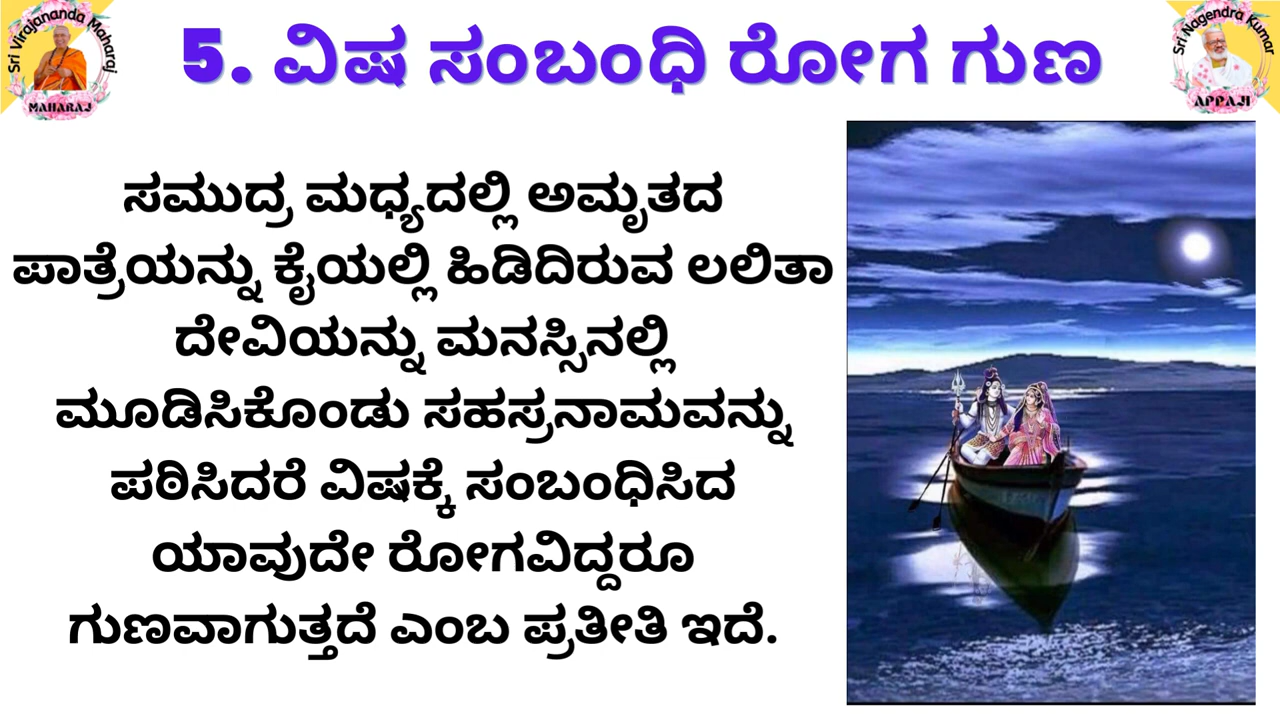 Sri Virajananda Maharaj
MAHARAJ
5. ವಿಷ ಸಂಬಂಧಿ ರೋಗ ಗುಣ
Sri Nagendra Kumar
APPAJI
ಸಮುದ್ರ ಮಧ್ಯದಲ್ಲಿ ಅಮೃತದ
ಪಾತ್ರೆಯನ್ನು ಕೈಯಲ್ಲಿ ಹಿಡಿದಿರುವ ಲಲಿತಾ
ದೇವಿಯನ್ನು ಮನಸ್ಸಿನಲ್ಲಿ
ಮೂಡಿಸಿಕೊಂಡು ಸಹಸ್ರನಾಮವನ್ನು
ಪಠಿಸಿದರೆ ವಿಷಕ್ಕೆ ಸಂಬಂಧಿಸಿದ
ಯಾವುದೇ ರೋಗವಿದ್ದರೂ
ಗುಣವಾಗುತ್ತದೆ ಎಂಬ ಪ್ರತೀತಿ ಇದೆ.